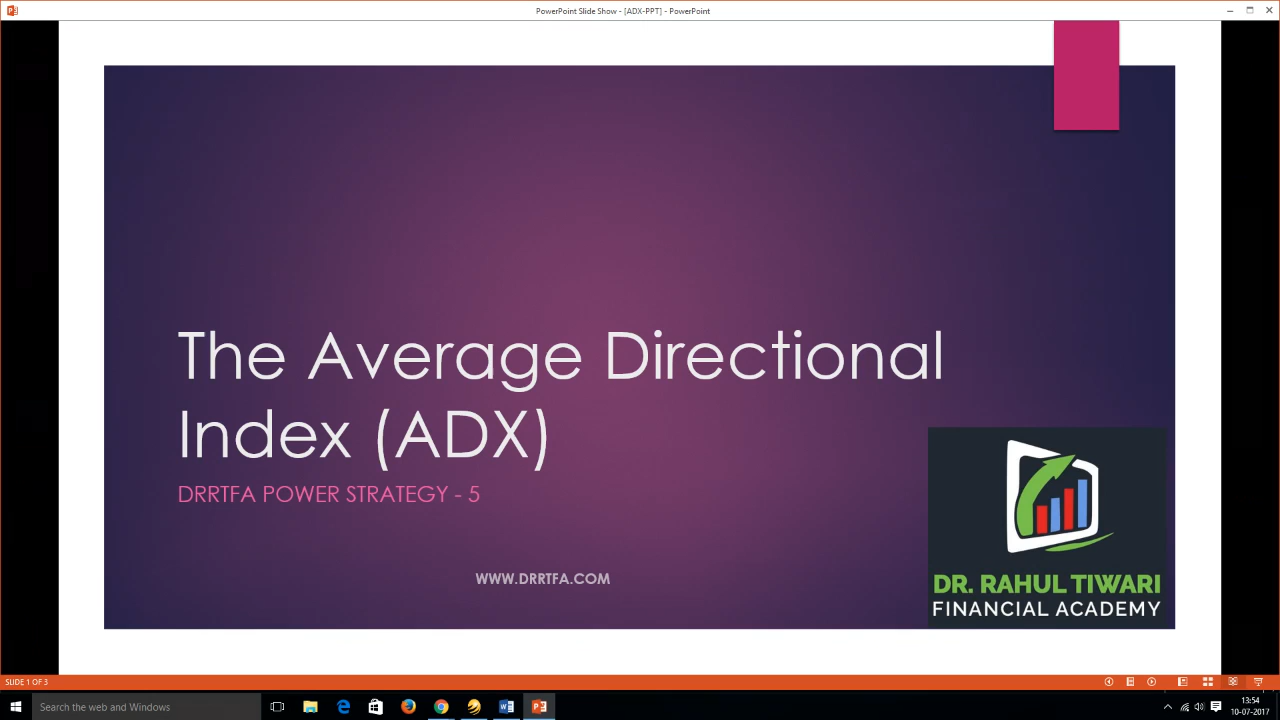 PowerPoint Slide Show - [ADX-PPT] - PowerPoint
The Average Directional
Index (ADX)
DRRTFA POWER STRATEGY - 5
WWW.DRRTFA.COM
DR. RAHUL TIWARI
FINANCIAL ACADEMY
SLIDE 1 OF 3
Search the web and Windows
13:54
10-07-2017